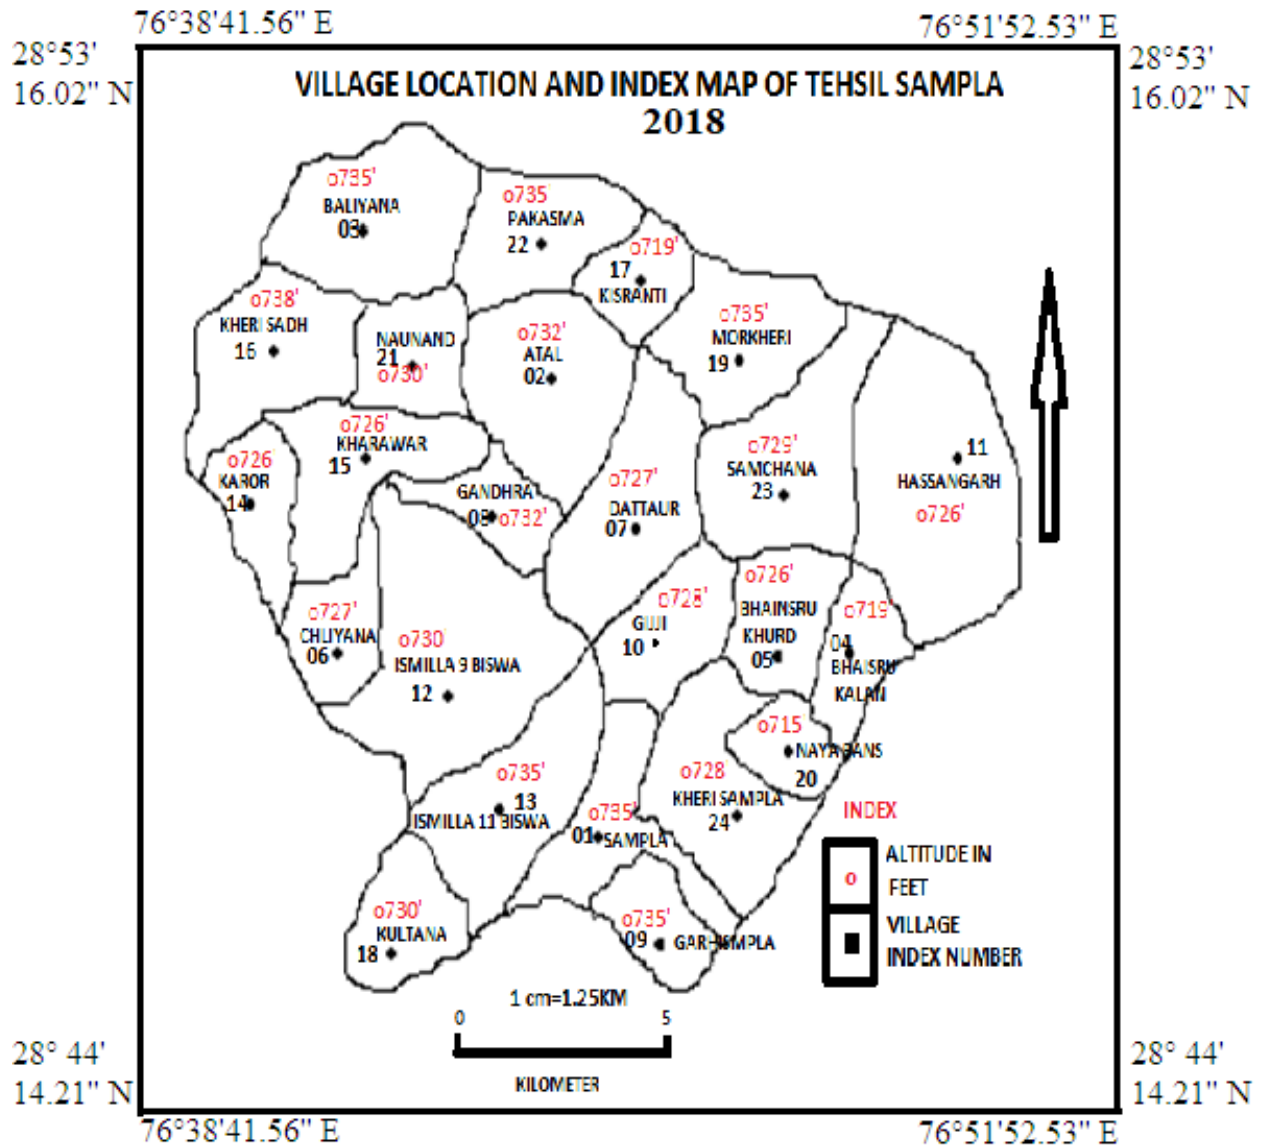 76°38'41.56" E
76°51'52.53" E
28°53'
16.02" N
28°53'
16.02" N
VILLAGE LOCATION AND INDEX MAP OF TEHSIL SAMPLA
2018
o735'
BALIYANA
03
o735'
PAKASMA
22
o719'
17
KISRANTI
o738'
KHERI SADH
16
NAUNAND
21
o730'
o732'
ATAL
02
o735'
MORKHERI
19
o726'
KHARAWAR
15
o726
KAROR
14
GANDHRA
08
o732'
o727'
DATTAUR
07
o729'
SAMCHANA
23
11
HASSANGARH
o726'
o727'
CHLIYANA
06
o730'
ISMILLA 9 BISWA
12
o728'
GUJI
10
o726'
BHAINSRU
KHURD
05
o719'
04
BHAISRU
KALAN
o715
NAYA BANS
20
o735'
13
ISMILLA 11 BISWA
o735'
01
SAMPLA
o728
KHERI SAMPLA
24
o730'
KULTANA
18
o735'
09
GARHISMPLA
INDEX
o
ALTITUDE IN
FEET
VILLAGE
INDEX NUMBER
1 cm=1.25KM
0
5
KILOMETER
28° 44'
14.21" N
28° 44'
14.21" N
76°38'41.56" E
76°51'52.53" E